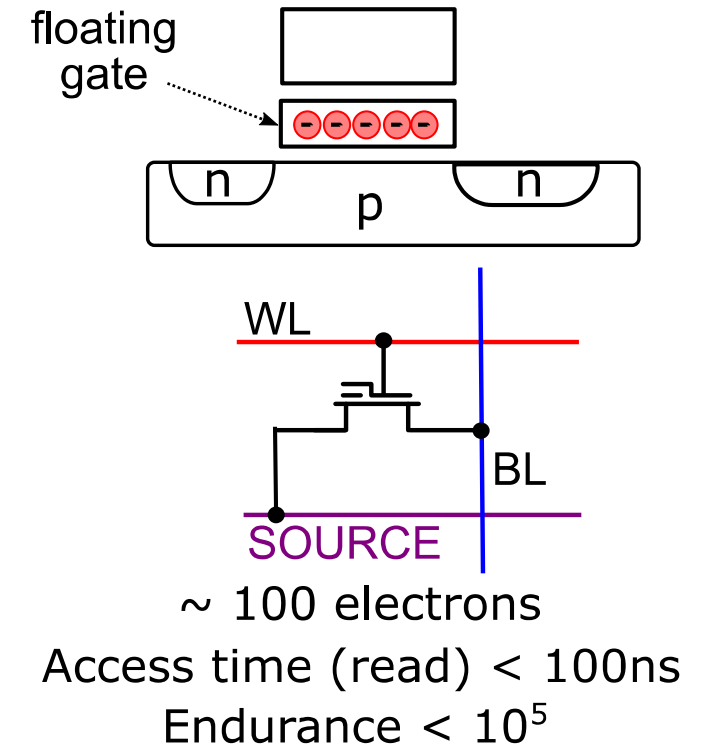 floating
gate
- - - - -
n
n
p
WL
BL
SOURCE
~ 100 electrons
Access time (read) < 100ns
Endurance < 10⁵